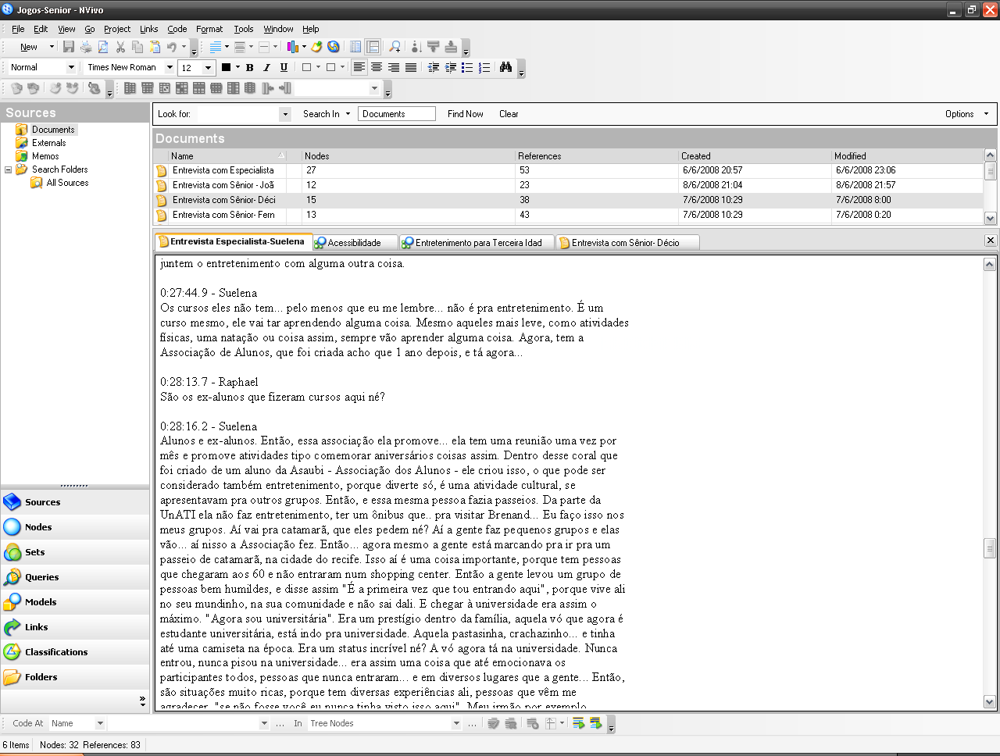 Jogos-Senior - NVivo
File Edit View Go Project Links Code Format Tools Window Help
New
Normal Times New Roman 12 B I U
Sources
Documents
Externals
Memos
Search Folders
All Sources
Look for: Search In Documents Find Now Clear Options
Documents
Name Nodes References Created Modified
Entrevista com Especialista 27 53 6/6/2008 20:57 6/6/2008 23:06
Entrevista com Sênior - Joã 12 23 8/6/2008 21:04 8/6/2008 21:57
Entrevista com Sênior- Déci 15 38 7/6/2008 10:29 7/6/2008 8:00
Entrevista com Sênior- Fern 13 43 7/6/2008 10:29 7/6/2008 0:20
Entrevista Especialista-Suelena Acessibilidade Entretenimento para Terceira Idad Entrevista com Sênior- Décio
juntem o entretenimento com alguma outra coisa.
0:27:44.9 - Suelena
Os cursos eles não tem... pelo menos que eu me lembre... não é pra entretenimento. É um
curso mesmo, ele vai tar aprendendo alguma coisa. Mesmo aqueles mais leve, como atividades
físicas, uma natação ou coisa assim, sempre vão aprender alguma coisa. Agora, tem a
Associação de Alunos, que foi criada acho que 1 ano depois, e tá agora...
0:28:13.7 - Raphael
São os ex-alunos que fizeram cursos aqui né?
0:28:16.2 - Suelena
Alunos e ex-alunos. Então, essa associação ela promove... ela tem uma reunião uma vez por
mês e promove atividades tipo comemorar aniversários coisas assim. Dentro desse coral que
foi criado de um aluno da Asaubi - Associação dos Alunos - ele criou isso, o que pode ser
considerado também entretenimento, porque diverte só, é uma atividade cultural, se
apresentavam pra outros grupos. Então, e essa mesma pessoa fazia passeios. Da parte da
UnATI ela não faz entretenimento, ter um ônibus que.. pra visitar Brenand... Eu faço isso nos
meus grupos. Aí vai pra catamarã, que eles pedem né? Aí a gente faz pequenos grupos e elas
vão... aí nisso a Associação fez. Então... agora mesmo a gente está marcando pra ir pra um
passeio de catamarã, na cidade do recife. Isso aí é uma coisa importante, porque tem pessoas
que chegaram aos 60 e não entraram num shopping center. Então a gente levou um grupo de
pessoas bem humildes, e disse assim "É a primeira vez que tou entrando aqui", porque vive ali
no seu mundinho, na sua comunidade e não sai dali. E chegar à universidade era assim o
máximo. "Agora sou universitária". Era um prestígio dentro da família, aquela vó que agora é
estudante universitária, está indo pra universidade. Aquela pastasinha, crachazinho... e tinha
até uma camiseta na época. Era um status incrível né? A vó agora tá na universidade. Nunca
entrou, nunca pisou na universidade... era assim uma coisa que até emocionava os
participantes todos, pessoas que nunca entraram... e em diversos lugares que a gente... Então,
são situações muito ricas, porque tem diversas experiências ali, pessoas que vêm me
agradecer, "se não fosse você eu nunca tinha visto isso aqui". Meu irmão por exemplo
Sources
Nodes
Sets
Queries
Models
Links
Classifications
Folders
Code At Name ... In Tree Nodes ...
6 Items Nodes: 32 References: 83